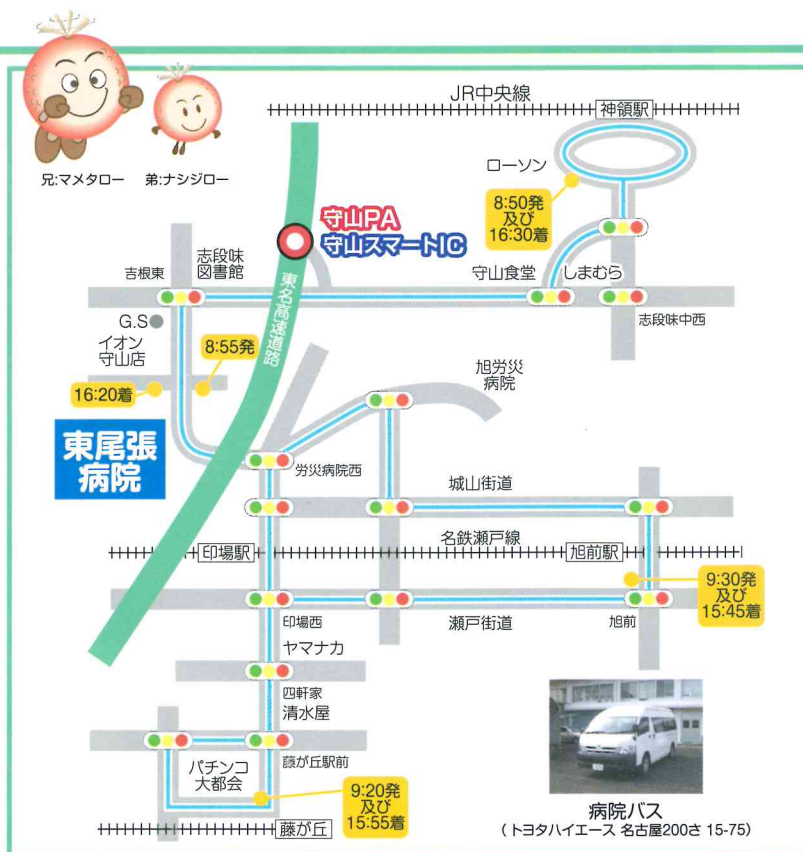 JR中央線
神領駅
兄:マメタロー
弟:ナシジロー
ローソン
8:50発
及び
16:30着
守山PA
守山スマートIC
吉根東
志段味
図書館
守山食堂
しまむら
志段味中西
東名高速道路
G.S
イオン
守山店
8:55発
16:20着
旭労災
病院
東尾張
病院
労災病院西
城山街道
名鉄瀬戸線
印場駅
旭前駅
9:30発
及び
15:45着
印場西
瀬戸街道
旭前
ヤマナカ
四軒家
清水屋
藤が丘駅前
パチンコ
大都会
9:20発
及び
15:55着
藤が丘
病院バス
(トヨタハイエース 名古屋200さ 15-75)